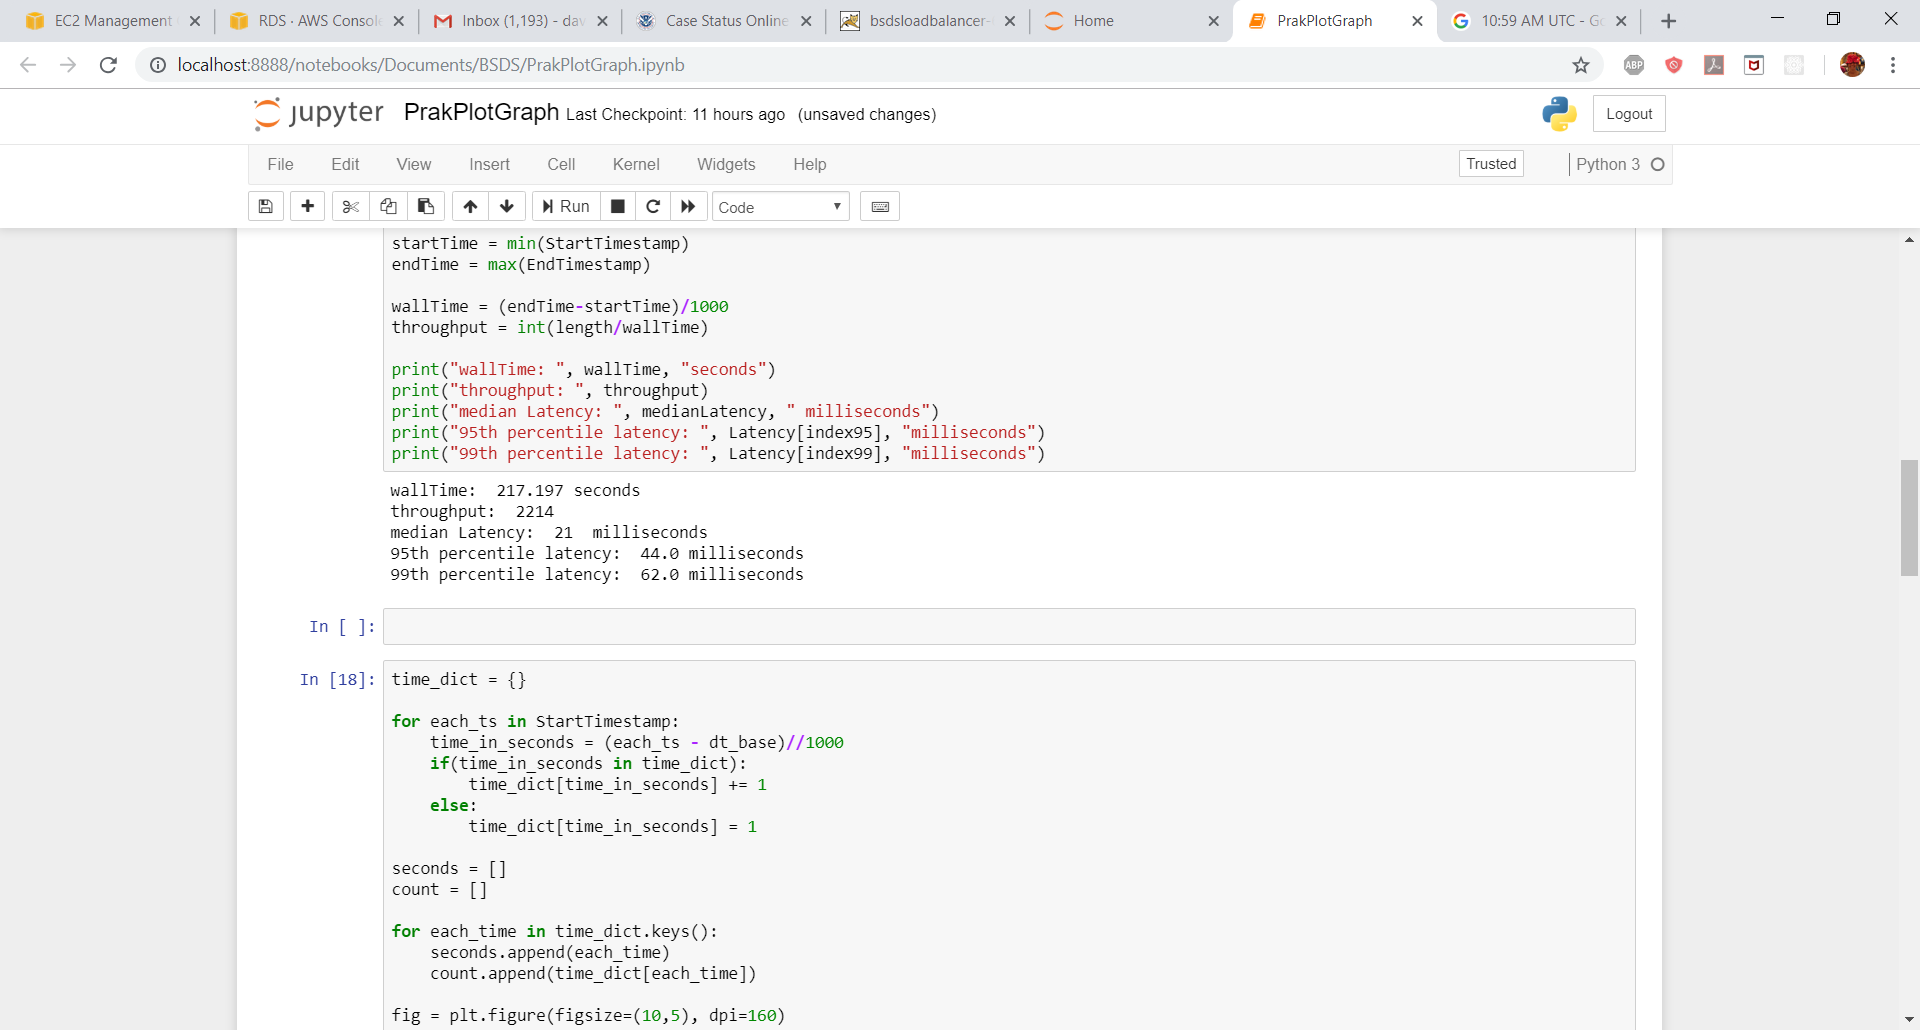 EC2 Management
RDS · AWS Console
Inbox (1,193) - dav
Case Status Online
bsdsloadbalancer-
Home
PrakPlotGraph
10:59 AM UTC - Go
localhost:8888/notebooks/Documents/BSDS/PrakPlotGraph.ipynb
ABP
jupyter PrakPlotGraph Last Checkpoint: 11 hours ago (unsaved changes)
Logout
File Edit View Insert Cell Kernel Widgets Help
Trusted
Python 3
Run
Code
startTime = min(StartTimestamp)
endTime = max(EndTimestamp)
wallTime = (endTime-startTime)/1000
throughput = int(length/wallTime)
print("wallTime: ", wallTime, "seconds")
print("throughput: ", throughput)
print("median Latency: ", medianLatency, " milliseconds")
print("95th percentile latency: ", Latency[index95], "milliseconds")
print("99th percentile latency: ", Latency[index99], "milliseconds")
wallTime:  217.197 seconds
throughput:  2214
median Latency:  21  milliseconds
95th percentile latency:  44.0 milliseconds
99th percentile latency:  62.0 milliseconds
In [ ]:
In [18]:
time_dict = {}
for each_ts in StartTimestamp:
    time_in_seconds = (each_ts - dt_base)//1000
    if(time_in_seconds in time_dict):
        time_dict[time_in_seconds] += 1
    else:
        time_dict[time_in_seconds] = 1
seconds = []
count = []
for each_time in time_dict.keys():
    seconds.append(each_time)
    count.append(time_dict[each_time])
fig = plt.figure(figsize=(10,5), dpi=160)